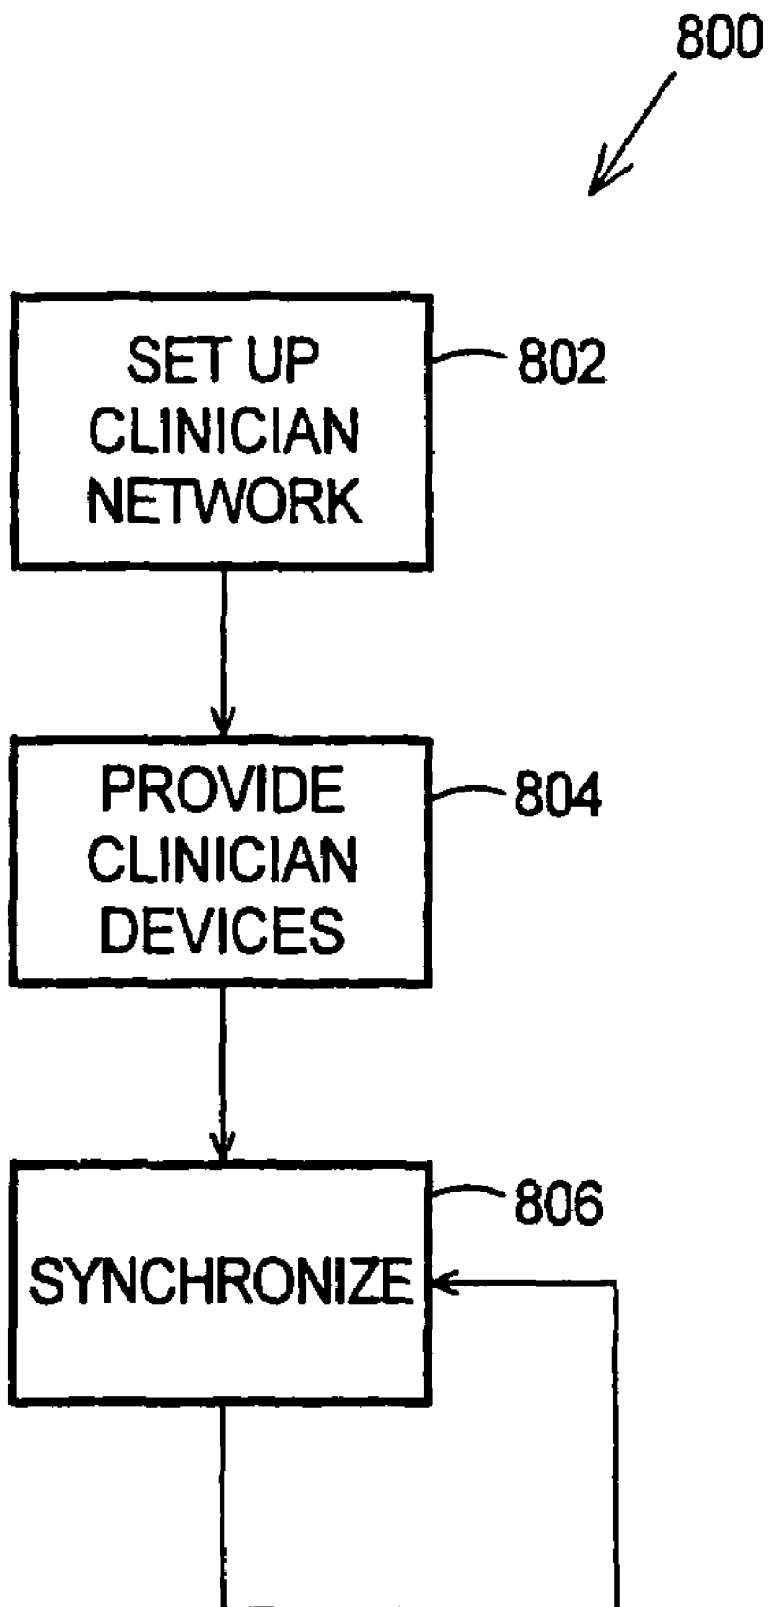 800
SET UP
CLINICIAN
NETWORK
802
PROVIDE
CLINICIAN
DEVICES
804
SYNCHRONIZE
806